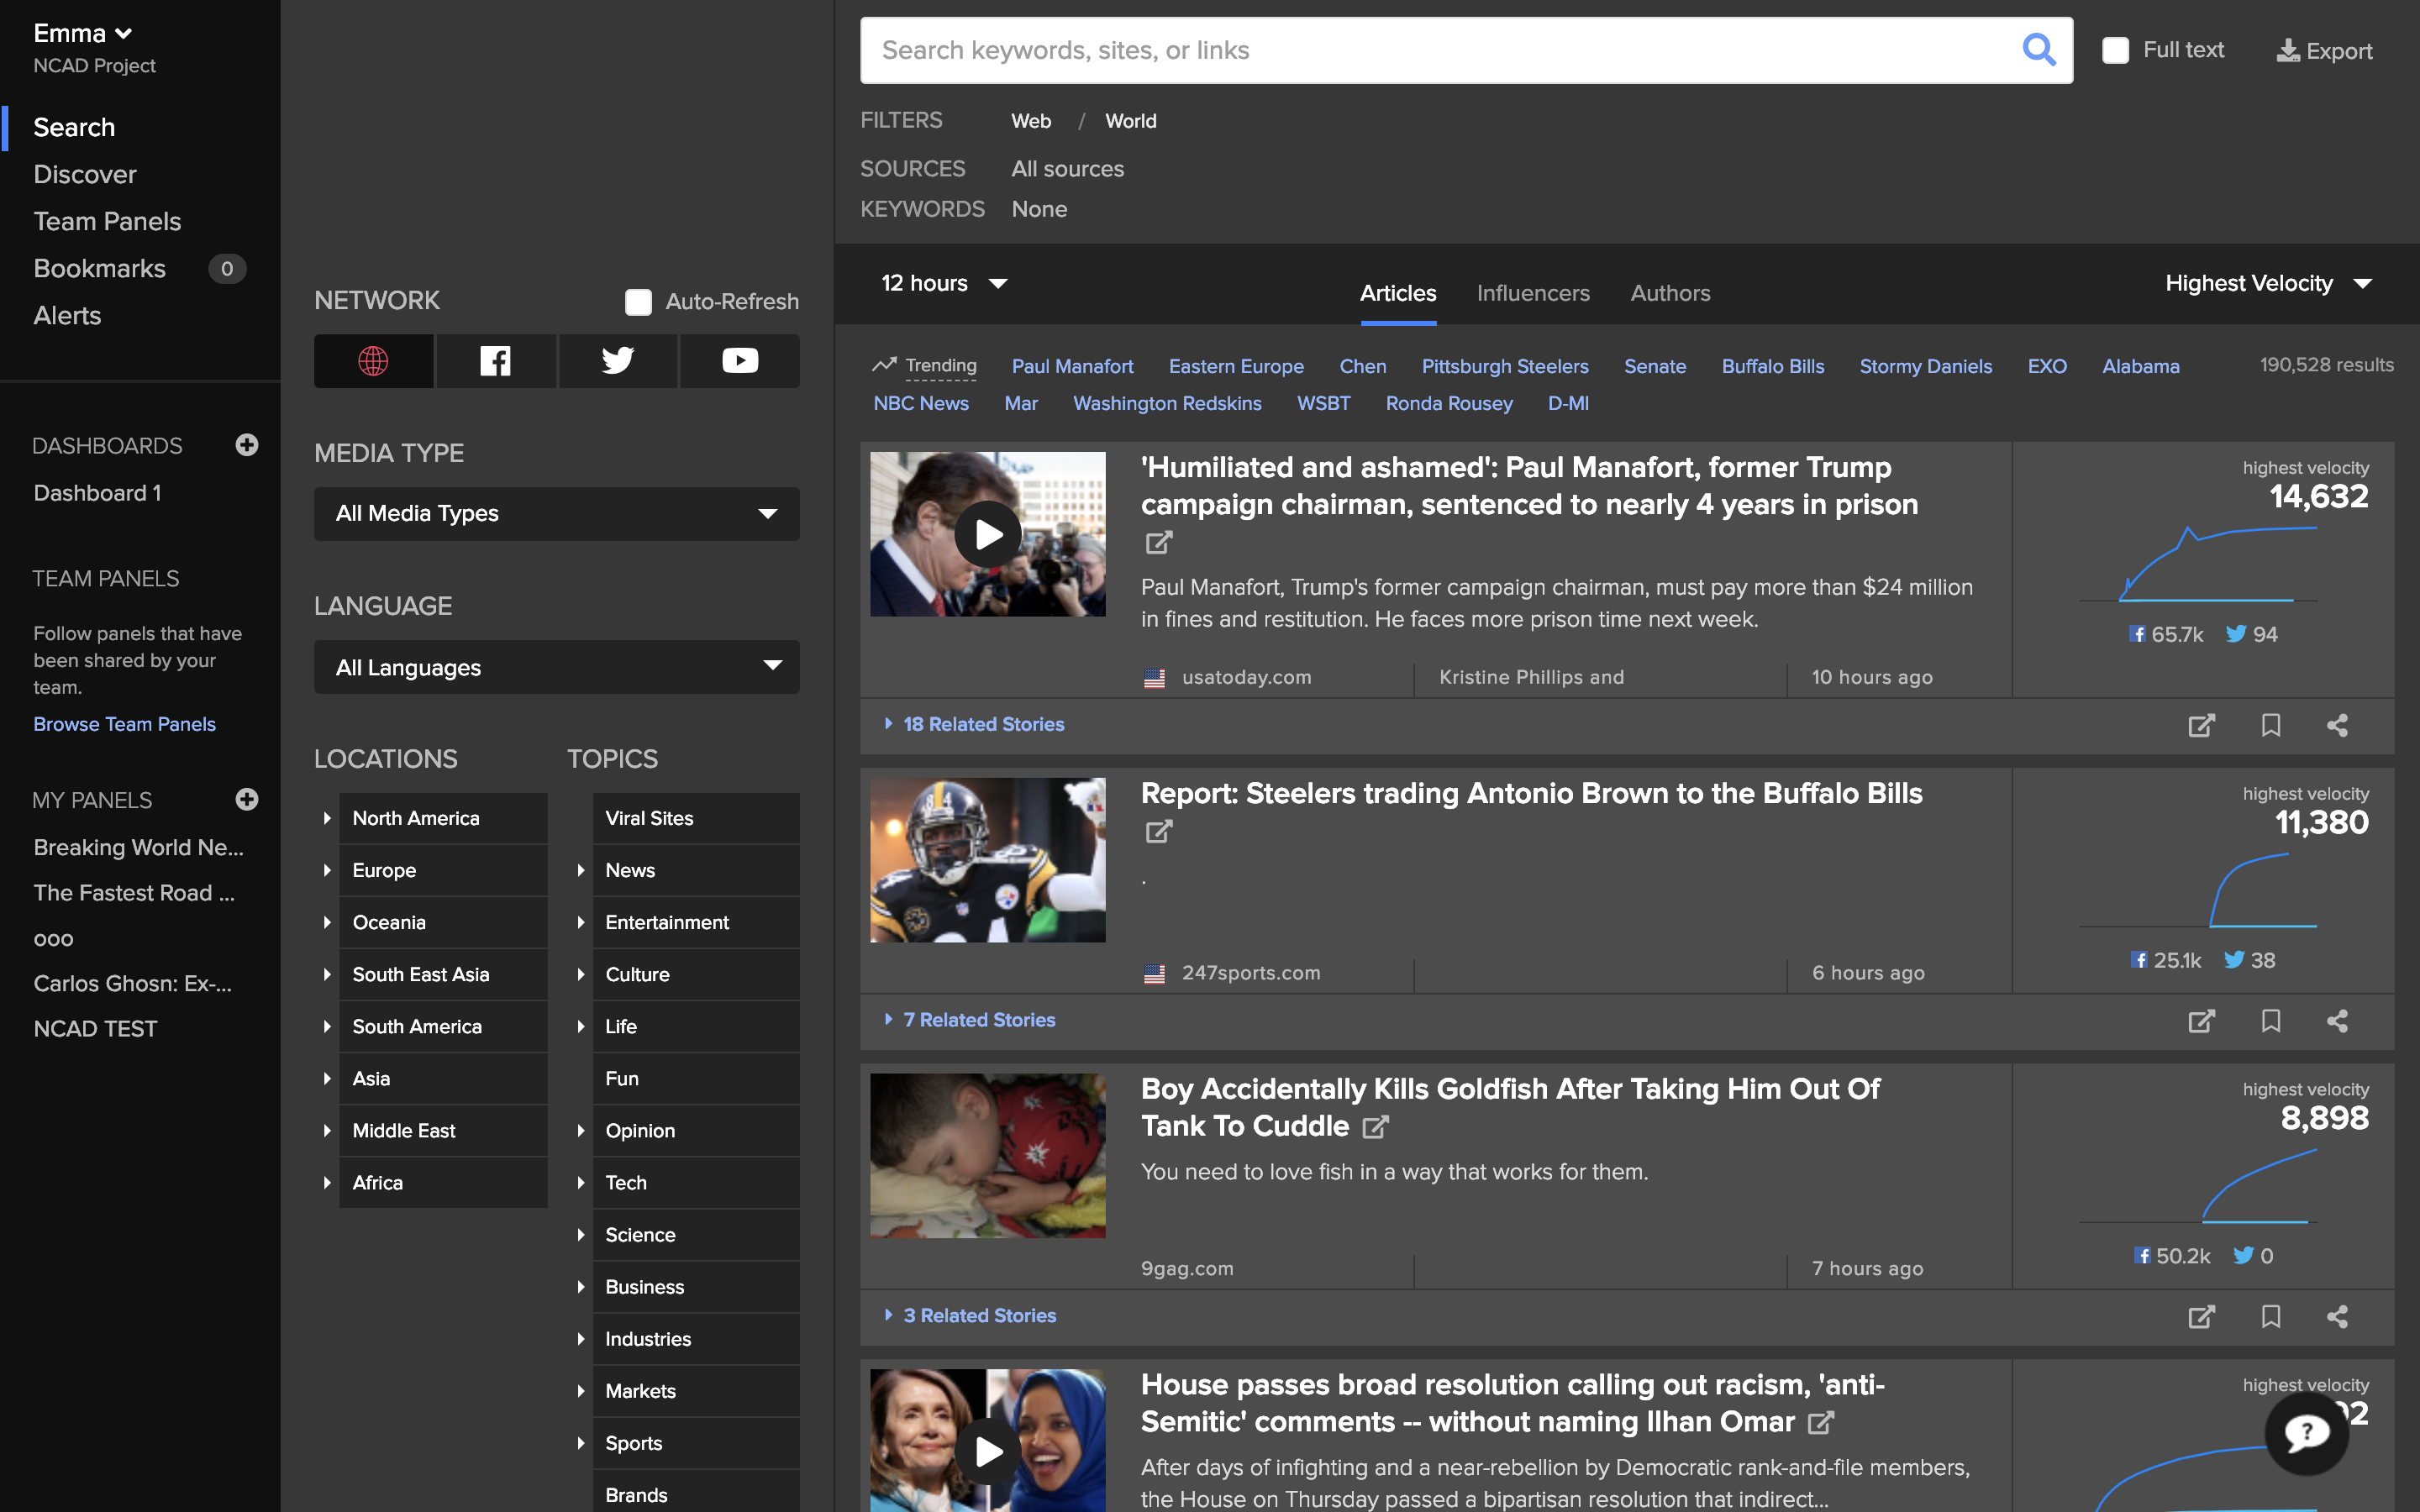 Emma
NCAD Project
Search
Discover
Team Panels
Bookmarks 0
Alerts
DASHBOARDS
Dashboard 1
TEAM PANELS
Follow panels that have
been shared by your
team.
Browse Team Panels
MY PANELS
Breaking World Ne...
The Fastest Road ...
ooo
Carlos Ghosn: Ex-...
NCAD TEST
NETWORK Auto-Refresh
MEDIA TYPE
All Media Types
LANGUAGE
All Languages
LOCATIONS
North America
Europe
Oceania
South East Asia
South America
Asia
Middle East
Africa
TOPICS
Viral Sites
News
Entertainment
Culture
Life
Fun
Opinion
Tech
Science
Business
Industries
Markets
Sports
Brands
Search keywords, sites, or links
Full text
Export
FILTERS Web / World
SOURCES All sources
KEYWORDS None
12 hours
Articles Influencers Authors
Highest Velocity
Trending Paul Manafort Eastern Europe Chen Pittsburgh Steelers Senate Buffalo Bills Stormy Daniels EXO Alabama
190,528 results
NBC News Mar Washington Redskins WSBT Ronda Rousey D-MI
'Humiliated and ashamed': Paul Manafort, former Trump
campaign chairman, sentenced to nearly 4 years in prison
Paul Manafort, Trump's former campaign chairman, must pay more than $24 million
in fines and restitution. He faces more prison time next week.
usatoday.com Kristine Phillips and 10 hours ago
highest velocity
14,632
65.7k 94
18 Related Stories
Report: Steelers trading Antonio Brown to the Buffalo Bills
.
247sports.com 6 hours ago
highest velocity
11,380
25.1k 38
7 Related Stories
Boy Accidentally Kills Goldfish After Taking Him Out Of
Tank To Cuddle
You need to love fish in a way that works for them.
9gag.com 7 hours ago
highest velocity
8,898
50.2k 0
3 Related Stories
House passes broad resolution calling out racism, 'anti-
Semitic' comments -- without naming Ilhan Omar
After days of infighting and a near-rebellion by Democratic rank-and-file members,
the House on Thursday passed a bipartisan resolution that indirect...
highest velocity